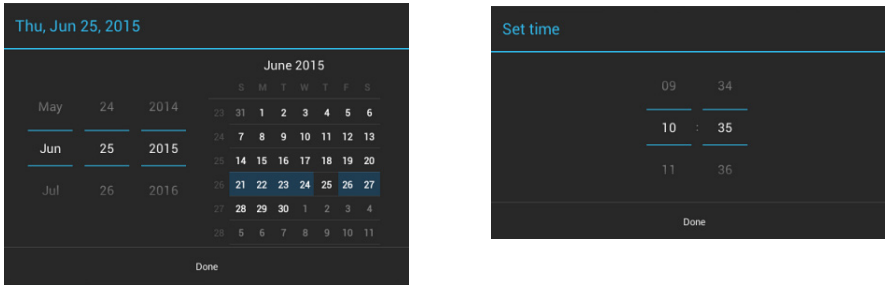 Thu, Jun 25, 2015
June 2015
S M T W T F S
May 24 2014
23 31 1 2 3 4 5 6
24 7 8 9 10 11 12 13
Jun 25 2015
25 14 15 16 17 18 19 20
Jul 26 2016
26 21 22 23 24 25 26 27
27 28 29 30 1 2 3 4
28 5 6 7 8 9 10 11
Done
Set time
09 34
10 : 35
11 36
Done